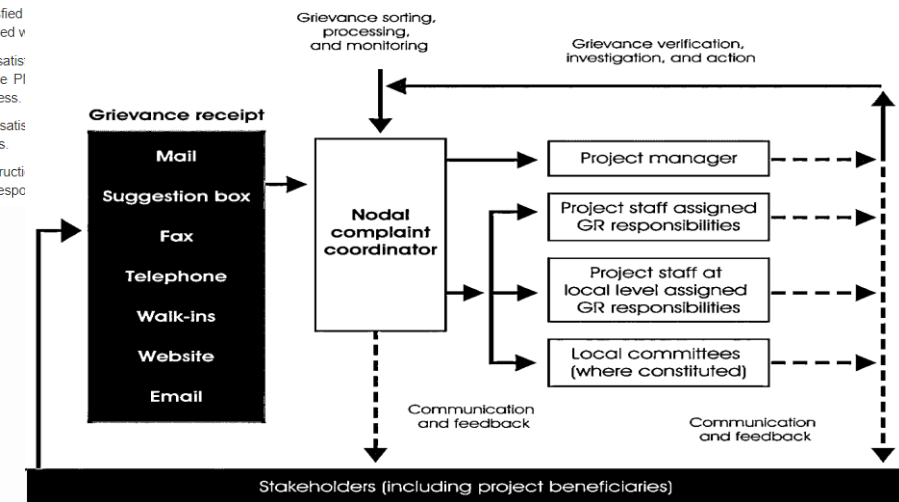 Grievance sorting,
processing,
and monitoring
Grievance verification,
investigation, and action
Grievance receipt
Mail
Suggestion box
Fax
Telephone
Walk-ins
Website
Email
Nodal
complaint
coordinator
Project manager
Project staff assigned
GR responsibilities
Project staff at
local level assigned
GR responsibilities
Local committees
(where constituted)
Communication
and feedback
Communication
and feedback
Stakeholders (including project beneficiaries)